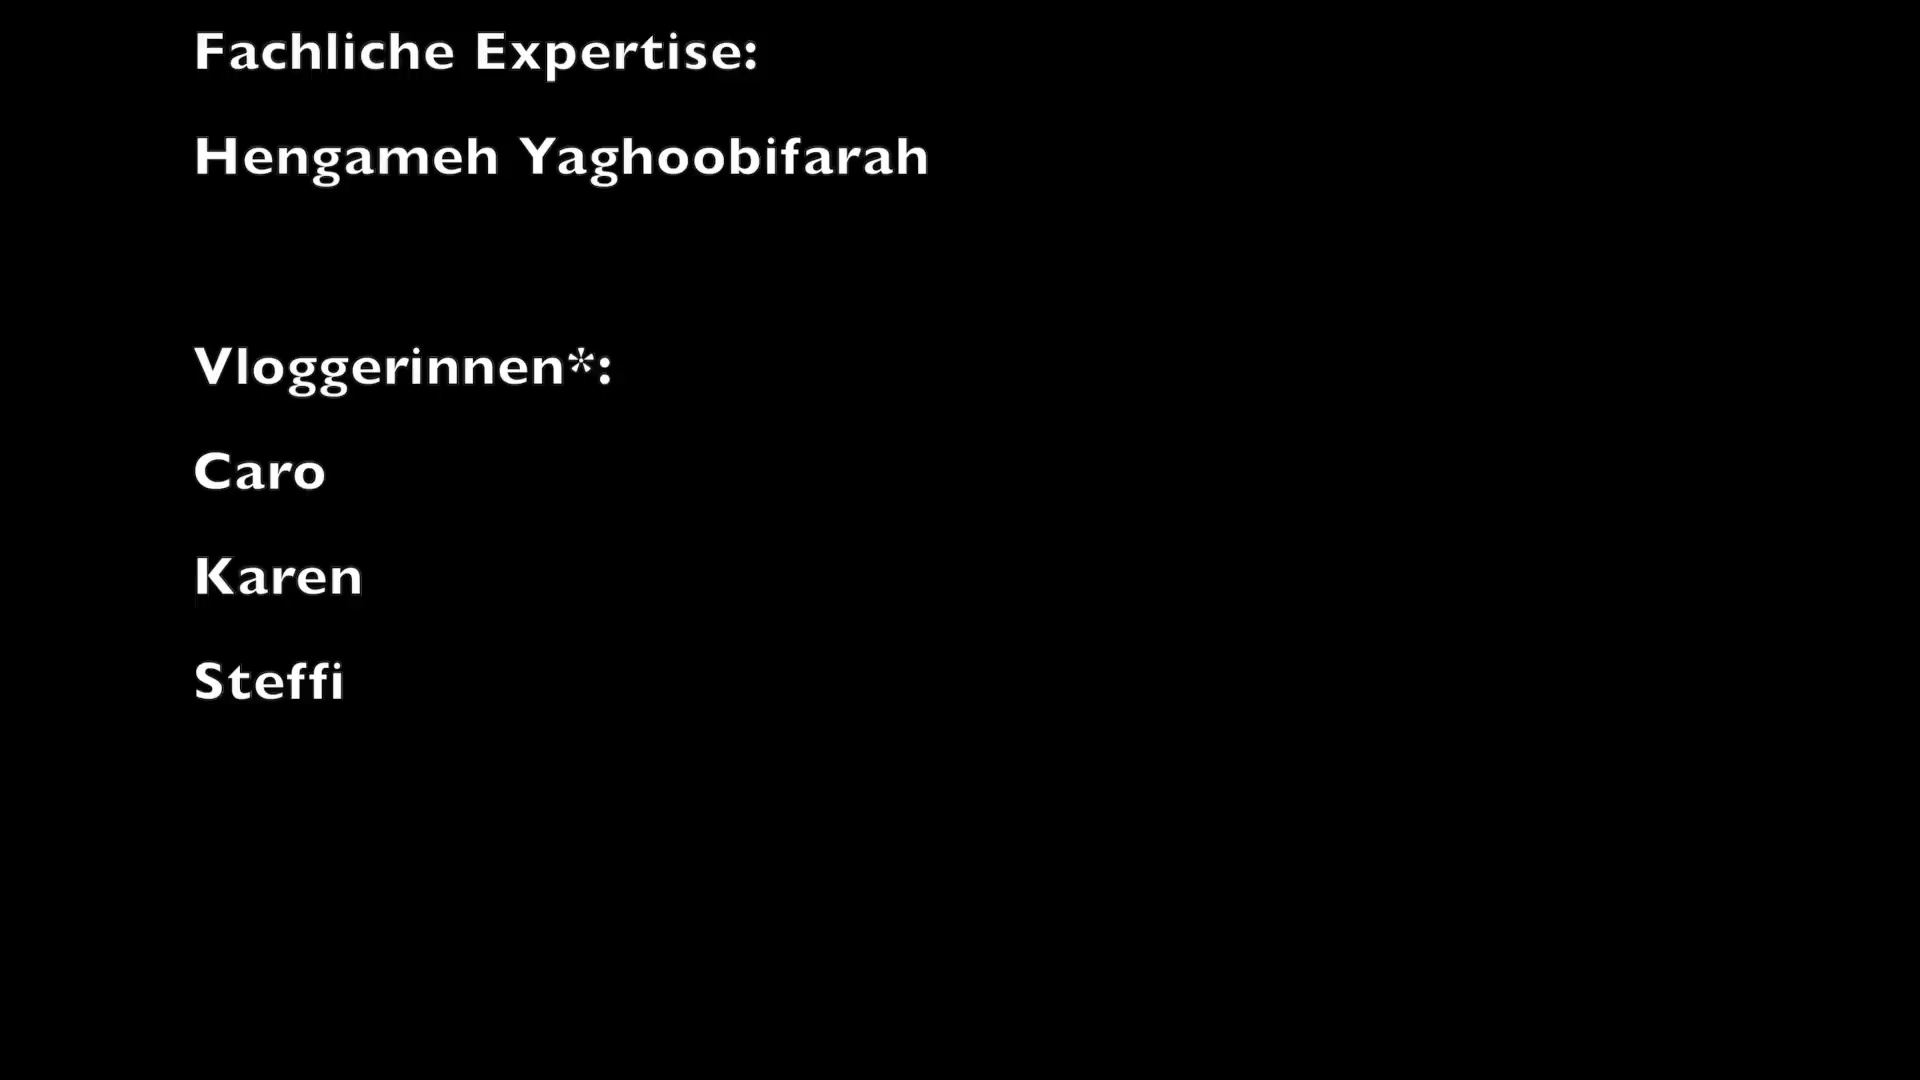 Fachliche Expertise:
Hengameh Yaghoobifarah
Vloggerinnen*:
Caro
Karen
Steffi